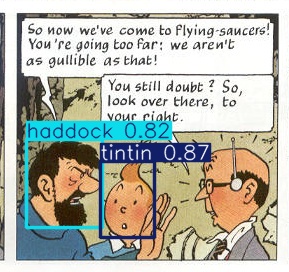 So now we've come to flying-saucers!
You're going too far: we aren't
as gullible as that!
You still doubt? So,
look over there, to
your right.
haddock 0.82
tintin 0.87